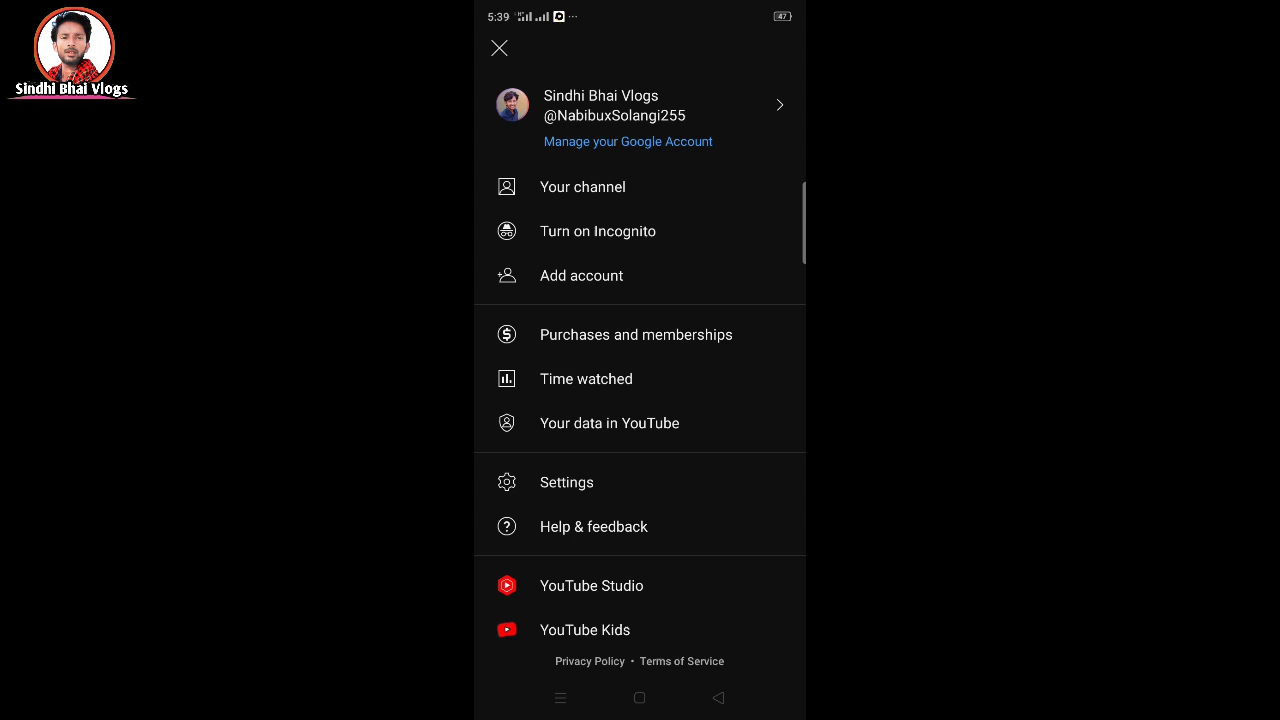 Sindhi Bhai Vlogs
5:39
47
Sindhi Bhai Vlogs
@NabibuxSolangi255
Manage your Google Account
Your channel
Turn on Incognito
Add account
Purchases and memberships
Time watched
Your data in YouTube
Settings
Help & feedback
YouTube Studio
YouTube Kids
Privacy Policy • Terms of Service